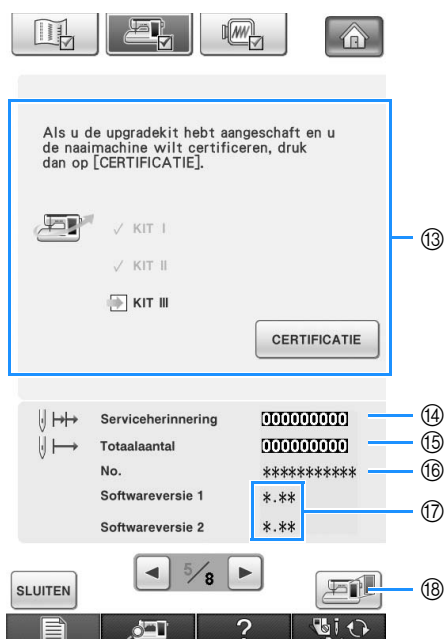 Als u de upgradekit hebt aangeschaft en u
de naaimachine wilt certificeren, druk
dan op [CERTIFICATIE].
✓ KIT I
✓ KIT II
KIT III
⑬
CERTIFICATIE
Serviceherinnering 000000000 ⑭
Totaalaantal 000000000 ⑮
No. *********** ⑯
Softwareversie 1 *.** ⑰
Softwareversie 2 *.**
SLUITEN
5/8
⑱
?
i